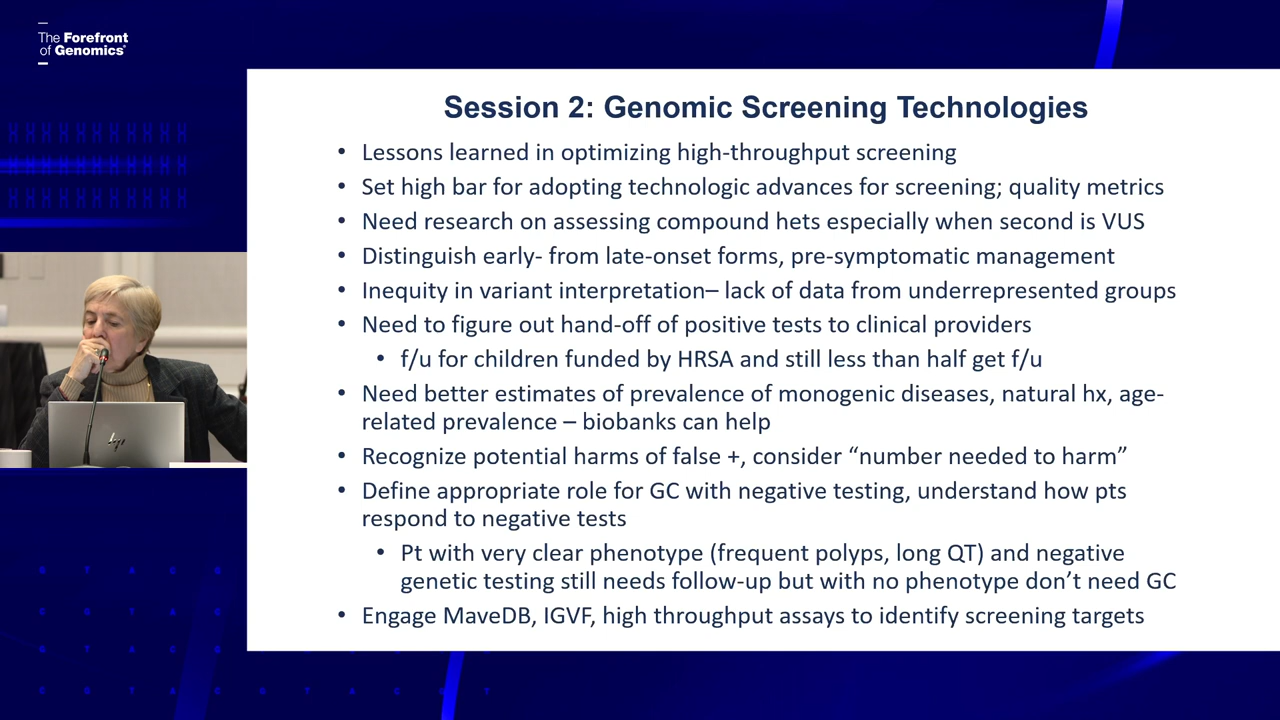 The Forefront
of Genomics®
Session 2: Genomic Screening Technologies
• Lessons learned in optimizing high-throughput screening
• Set high bar for adopting technologic advances for screening; quality metrics
• Need research on assessing compound hets especially when second is VUS
• Distinguish early- from late-onset forms, pre-symptomatic management
• Inequity in variant interpretation– lack of data from underrepresented groups
• Need to figure out hand-off of positive tests to clinical providers
• f/u for children funded by HRSA and still less than half get f/u
• Need better estimates of prevalence of monogenic diseases, natural hx, age-
related prevalence – biobanks can help
• Recognize potential harms of false +, consider “number needed to harm”
• Define appropriate role for GC with negative testing, understand how pts
respond to negative tests
• Pt with very clear phenotype (frequent polyps, long QT) and negative
genetic testing still needs follow-up but with no phenotype don’t need GC
• Engage MaveDB, IGVF, high throughput assays to identify screening targets
hp